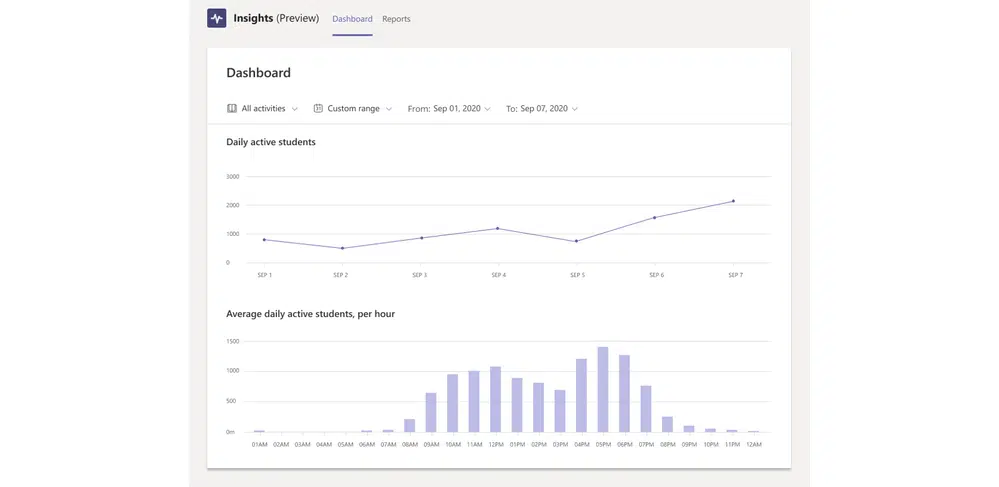 Insights (Preview) Dashboard Reports
Dashboard
All activities Custom range From: Sep 01, 2020 To: Sep 07, 2020
Daily active students
3000
2000
1000
0
SEP 1 SEP 2 SEP 3 SEP 4 SEP 5 SEP 6 SEP 7
Average daily active students, per hour
1500
1000
500
0m
01AM 02AM 03AM 04AM 05AM 06AM 07AM 08AM 09AM 10AM 11AM 12PM 01PM 02PM 03PM 04PM 05PM 06PM 07PM 08PM 09PM 10PM 11PM 12AM